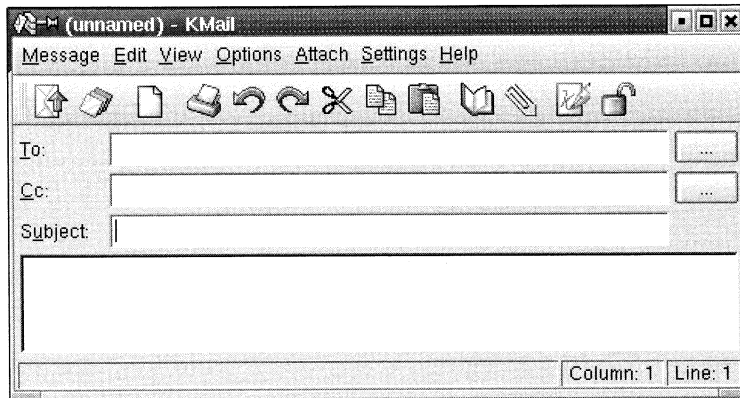 (unnamed) - KMail
Message Edit View Options Attach Settings Help
To: ...
Cc: ...
Subject:
Column: 1 Line: 1